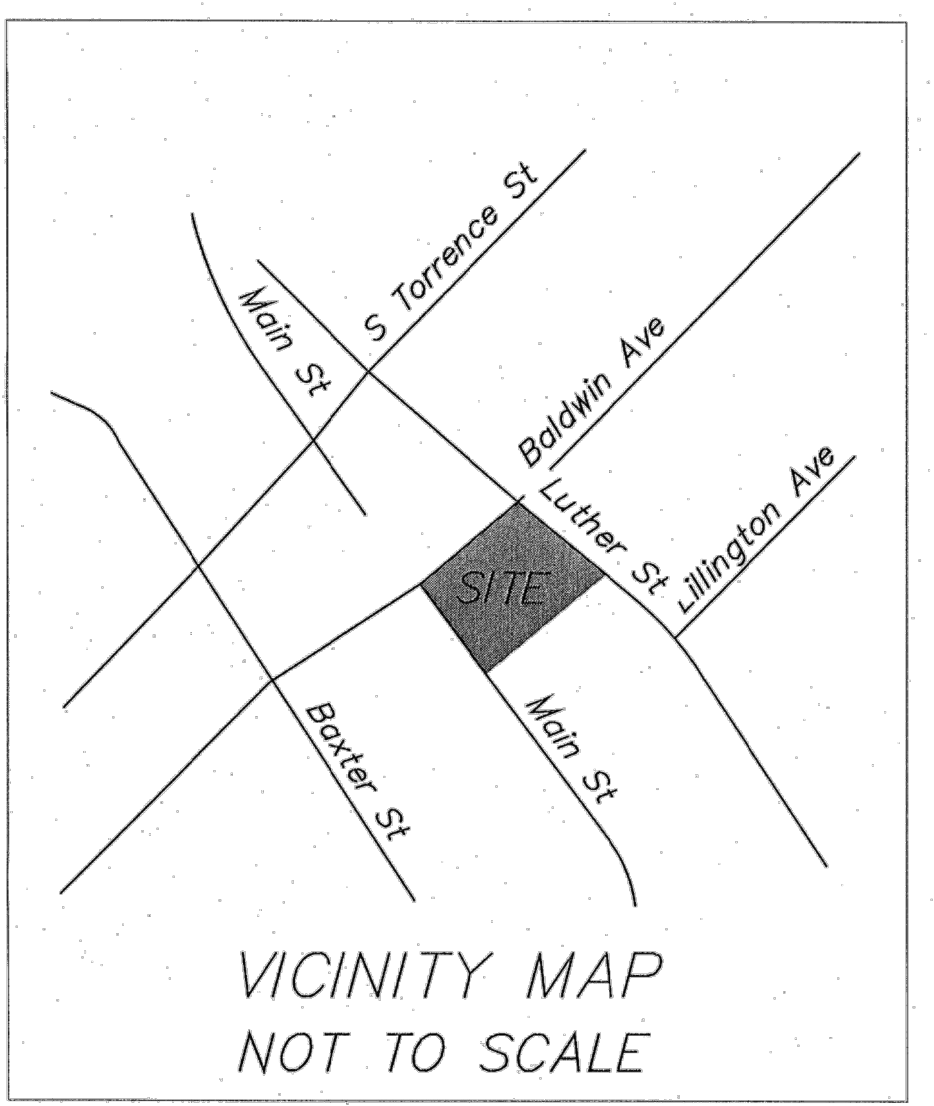 S Torrence St
Main St
Baldwin Ave
Luther St
Lillington Ave
SITE
Main St
Baxter St
VICINITY MAP
NOT TO SCALE